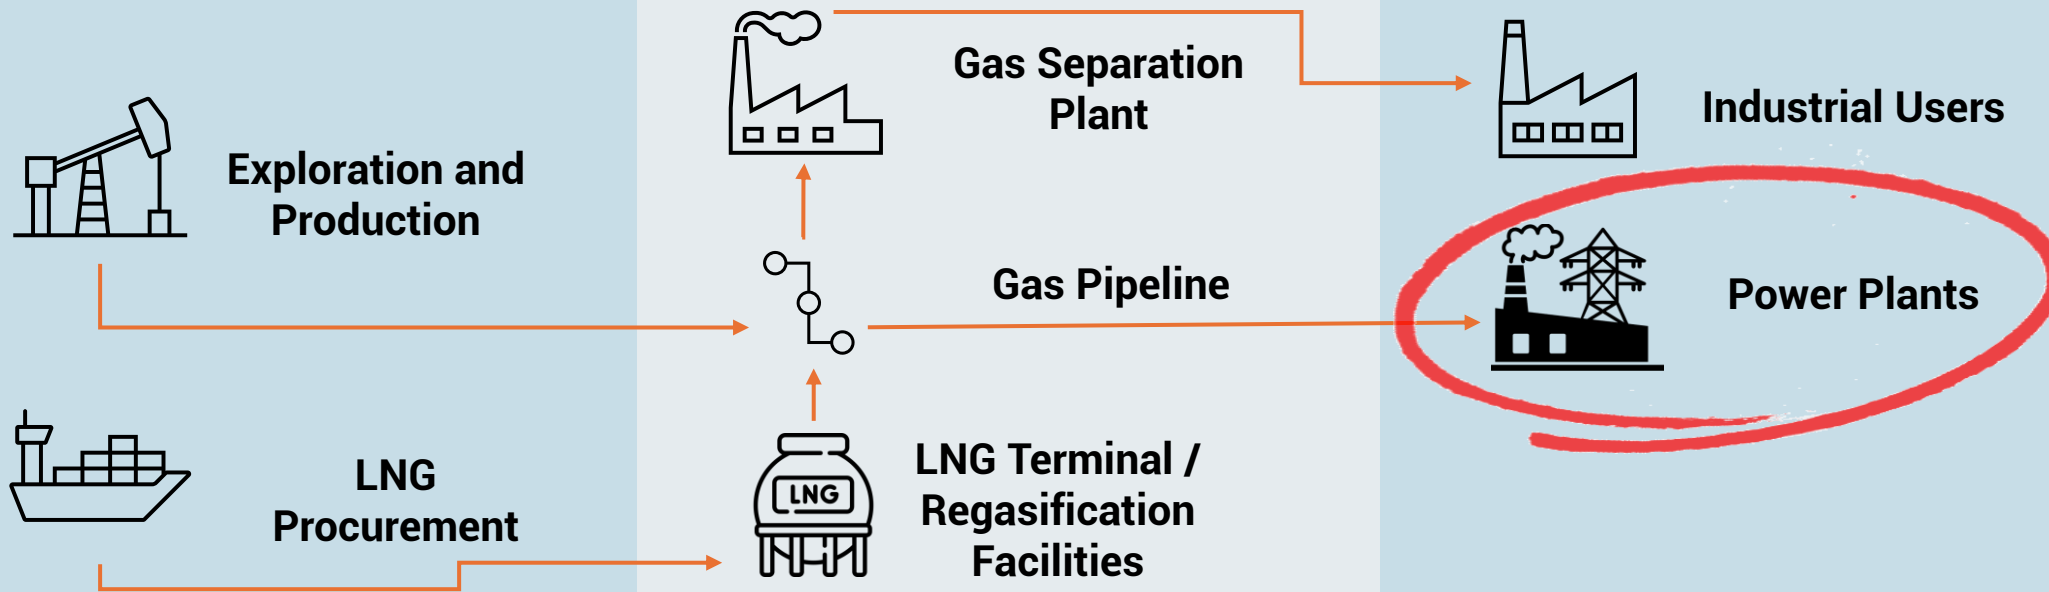 Exploration and
Production
LNG
Procurement
Gas Separation
Plant
Gas Pipeline
LNG
LNG Terminal /
Regasification
Facilities
Industrial Users
Power Plants